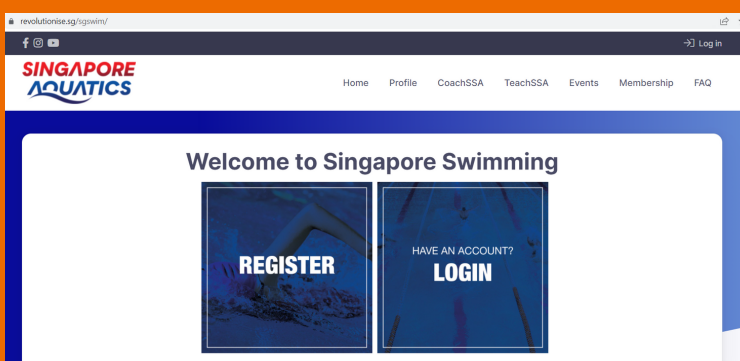 revolutionise.sg/sgswim/
Log in
SINGAPORE
AQUATICS
Home Profile CoachSSA TeachSSA Events Membership FAQ
Welcome to Singapore Swimming
REGISTER
HAVE AN ACCOUNT?
LOGIN